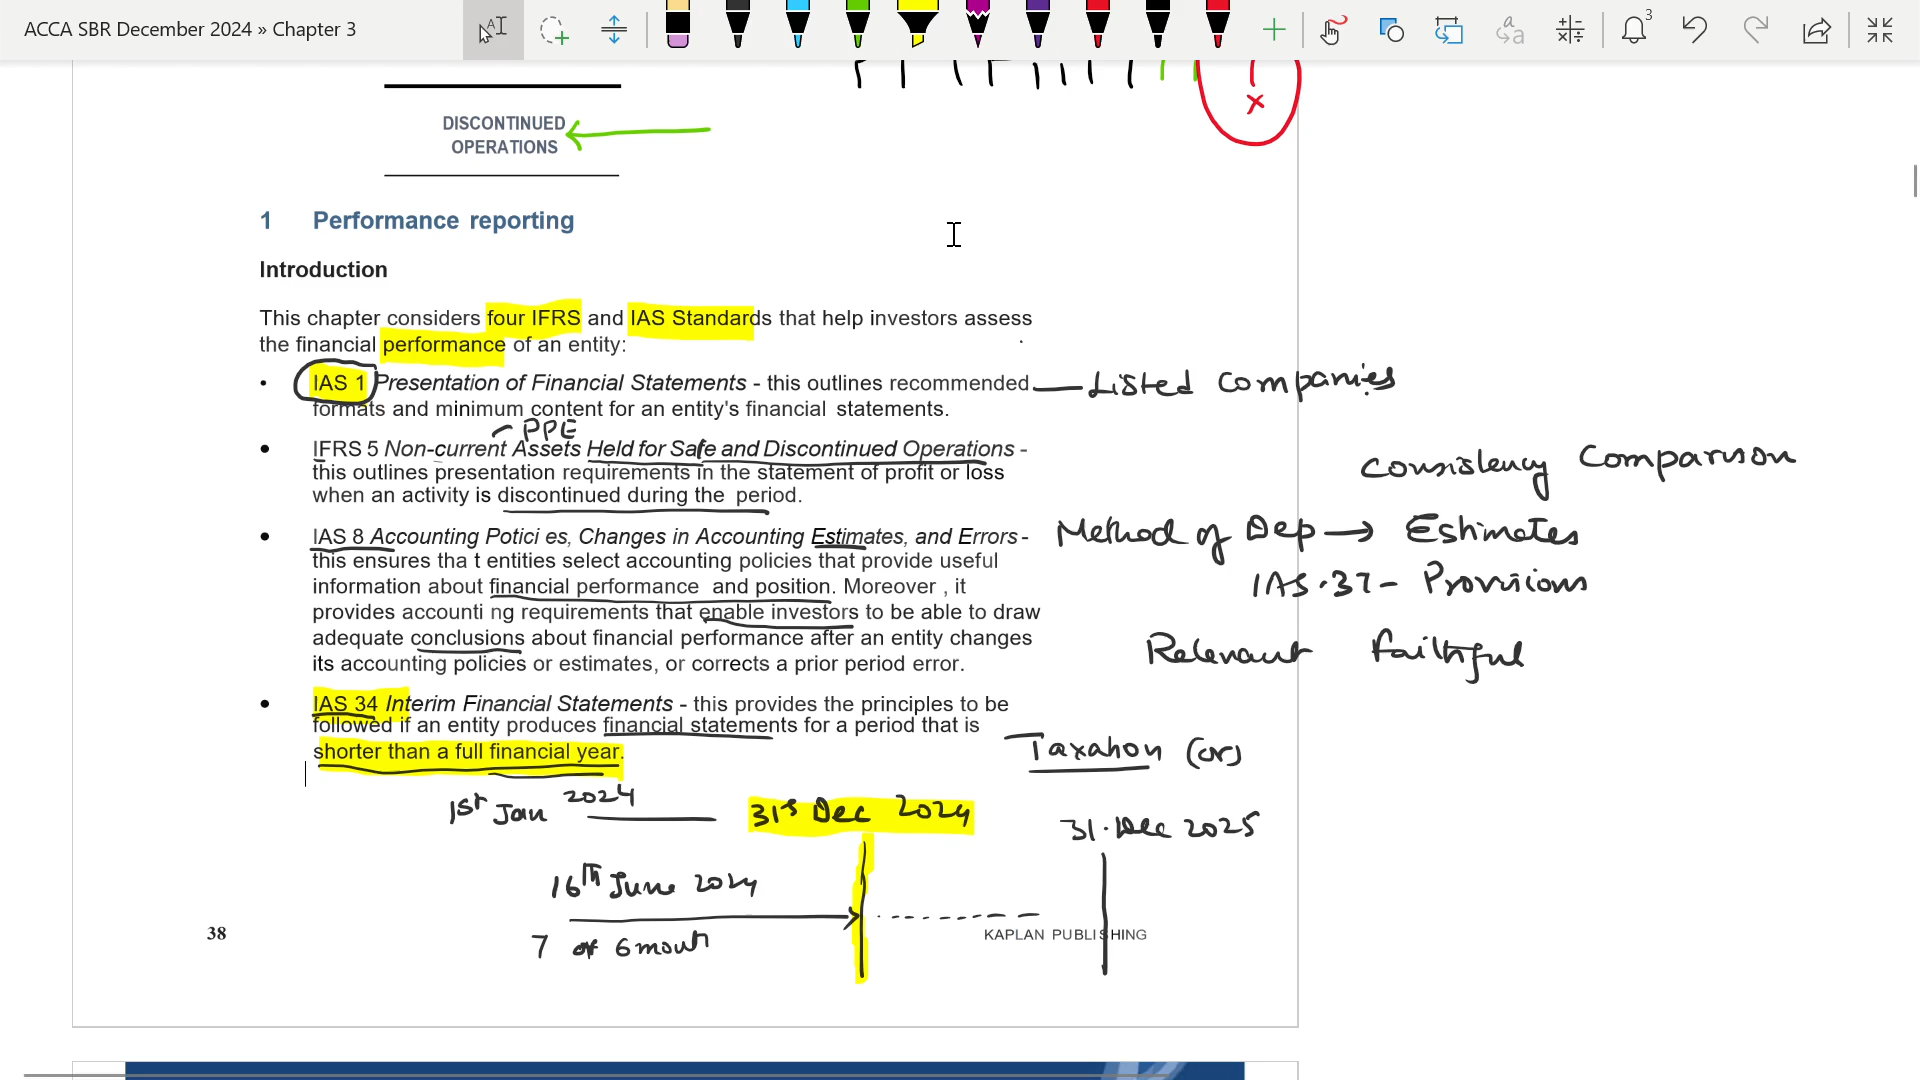 ACCA SBR December 2024 » Chapter 3
3
DISCONTINUED
OPERATIONS
x
1 Performance reporting
Introduction
This chapter considers four IFRS and IAS Standards that help investors assess
the financial performance of an entity:
• IAS 1 Presentation of Financial Statements - this outlines recommended
formats and minimum content for an entity's financial statements.
Listed Companies
PPE
• IFRS 5 Non-current Assets Held for Safe and Discontinued Operations -
this outlines presentation requirements in the statement of profit or loss
when an activity is discontinued during the period.
Consistency Comparison
• IAS 8 Accounting Potici es, Changes in Accounting Estimates, and Errors-
this ensures tha t entities select accounting policies that provide useful
information about financial performance and position. Moreover , it
provides accounti ng requirements that enable investors to be able to draw
adequate conclusions about financial performance after an entity changes
its accounting policies or estimates, or corrects a prior period error.
Method of Dep → Estimates
IAS.37- Provisions
Relevant Faithful
• IAS 34 Interim Financial Statements - this provides the principles to be
followed if an entity produces financial statements for a period that is
shorter than a full financial year.
Taxation (or)
1st Jan 2024 31st Dec 2024
31.Dec 2025
16th June 2024
7 or 6 mouth
38
KAPLAN PUBLISHING